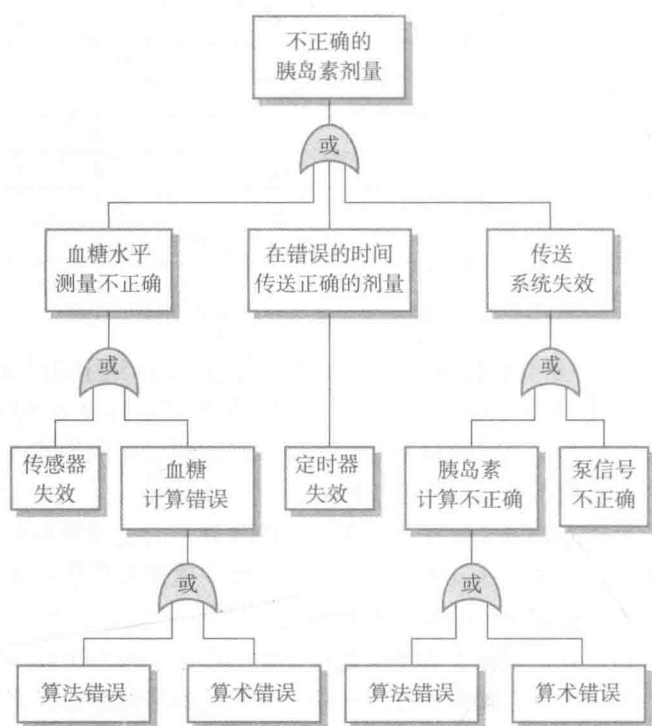 不正确的
胰岛素剂量
或
血糖水平
测量不正确
在错误的时间
传送正确的剂量
传送
系统失效
或
或
传感器
失效
血糖
计算错误
定时器
失效
胰岛素
计算不正确
泵信号
不正确
或
或
算法错误
算术错误
算法错误
算术错误